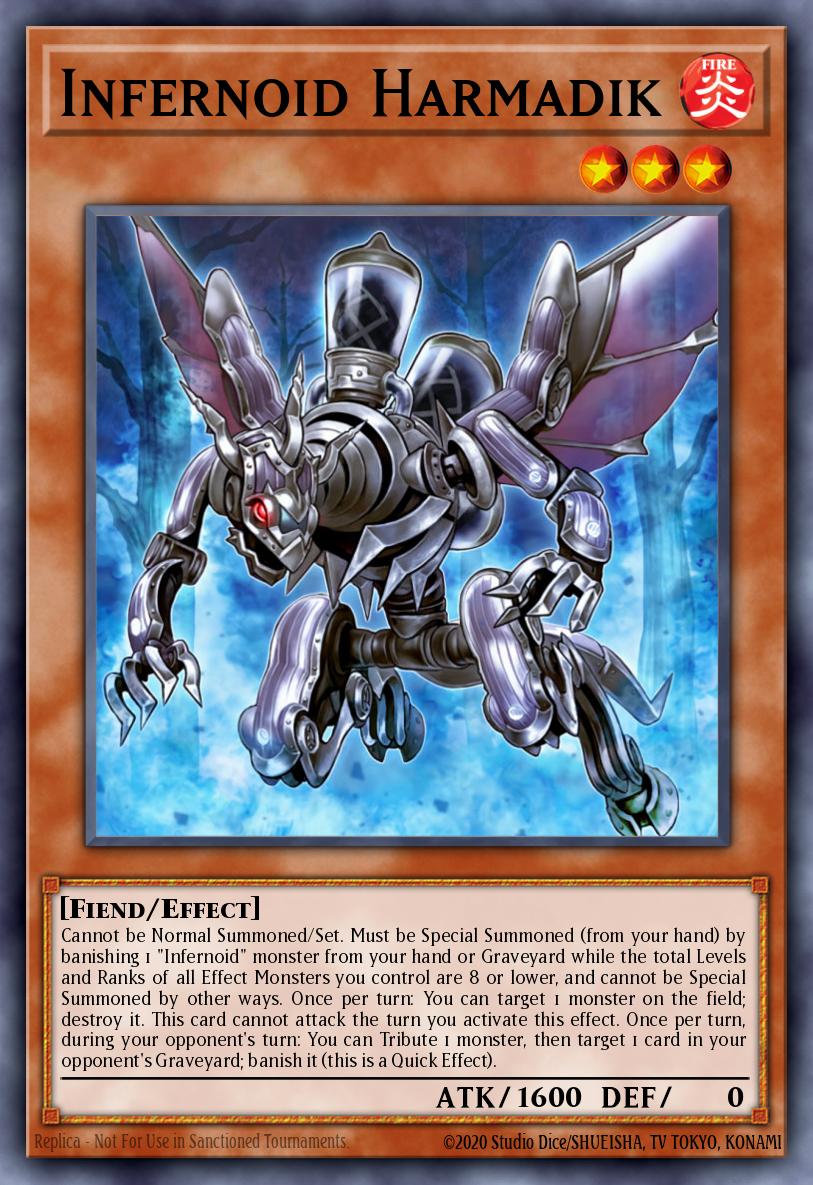 Infernoid Harmadik
FIRE
炎
[Fiend/Effect]
Cannot be Normal Summoned/Set. Must be Special Summoned (from your hand) by
banishing 1 "Infernoid" monster from your hand or Graveyard while the total Levels
and Ranks of all Effect Monsters you control are 8 or lower, and cannot be Special
Summoned by other ways. Once per turn: You can target 1 monster on the field;
destroy it. This card cannot attack the turn you activate this effect. Once per turn,
during your opponent's turn: You can Tribute 1 monster, then target 1 card in your
opponent's Graveyard; banish it (this is a Quick Effect).
ATK/1600 DEF/ 0
Replica - Not For Use in Sanctioned Tournaments.
©2020 Studio Dice/SHUEISHA, TV TOKYO, KONAMI